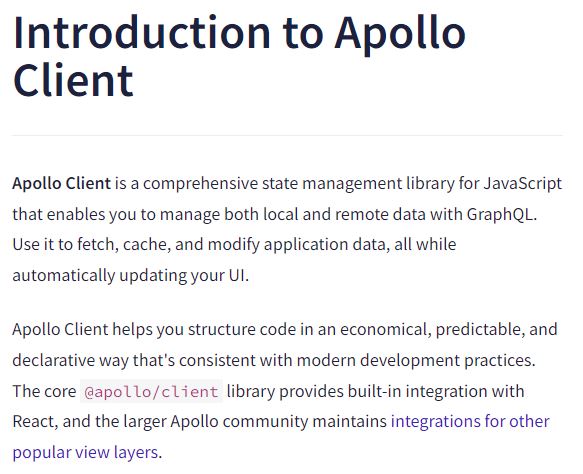 Introduction to Apollo
Client
Apollo Client is a comprehensive state management library for JavaScript
that enables you to manage both local and remote data with GraphQL.
Use it to fetch, cache, and modify application data, all while
automatically updating your UI.
Apollo Client helps you structure code in an economical, predictable, and
declarative way that's consistent with modern development practices.
The core @apollo/client library provides built-in integration with
React, and the larger Apollo community maintains integrations for other
popular view layers.